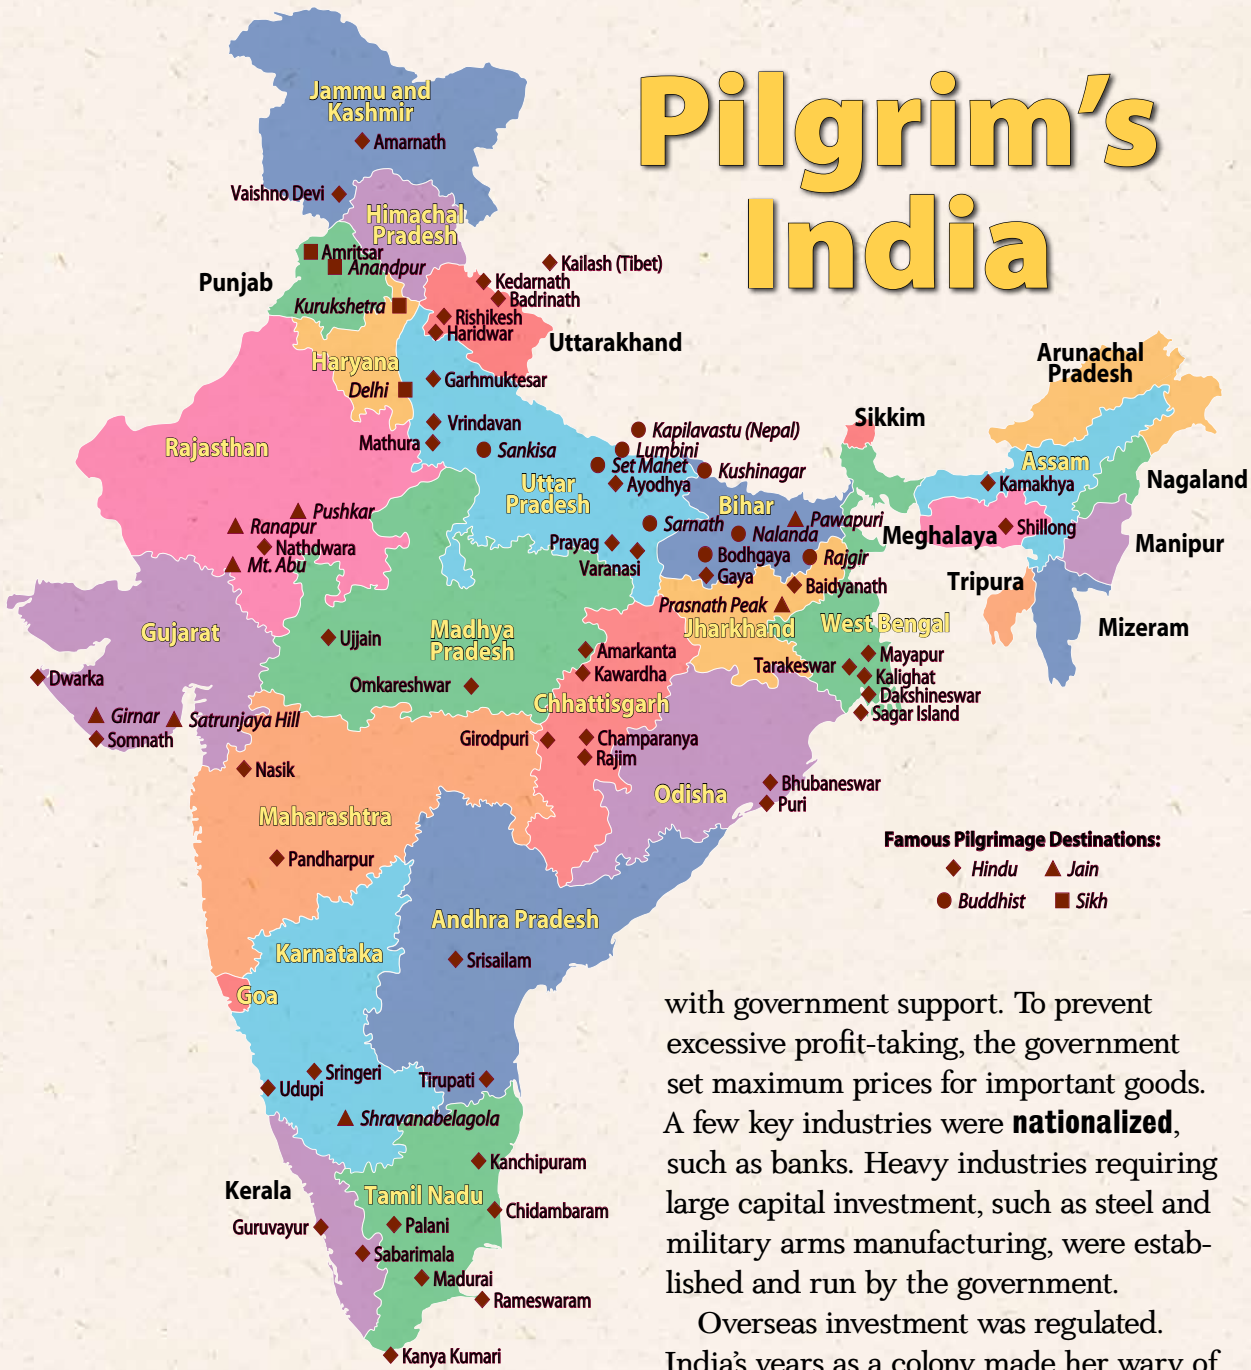 Pilgrim's
India
Jammu and
Kashmir
Amarnath
Vaishno Devi
Himachal
Pradesh
Amritsar
Anandpur
Punjab
Kurukshetra
Kailash (Tibet)
Kedarnath
Badrinath
Rishikesh
Haridwar
Uttarakhand
Haryana
Delhi
Garhmuktesar
Vrindavan
Mathura
Sankisa
Rajasthan
Kapilavastu (Nepal)
Lumbini
Set Mahet
Kushinagar
Ayodhya
Uttar
Pradesh
Sikkim
Arunachal
Pradesh
Assam
Kamakhya
Nagaland
Bihar
Pushkar
Ranapur
Nathdwara
Mt. Abu
Sarnath
Pawapuri
Nalanda
Prayag
Varanasi
Bodhgaya
Rajgir
Gaya
Baidyanath
Meghalaya
Shillong
Manipur
Tripura
Mizeram
Prasnath Peak
Jharkhand
West Bengal
Gujarat
Ujjain
Madhya
Pradesh
Amarkanta
Kawardha
Mayapur
Tarakeswar
Kalighat
Dakshineswar
Sagar Island
Dwarka
Omkareshwar
Chhattisgarh
Girnar
Satrunjaya Hill
Somnath
Girodpuri
Champaranya
Rajim
Nasik
Odisha
Bhubaneswar
Puri
Maharashtra
Pandharpur
Famous Pilgrimage Destinations:
Hindu
Jain
Buddhist
Sikh
Andhra Pradesh
Karnataka
Srisailam
Goa
Sringeri
Udupi
Tirupati
Shravanabelagola
Kanchipuram
Kerala
Tamil Nadu
Chidambaram
Guruvayur
Palani
Sabarimala
Madurai
Rameswaram
Kanya Kumari
with government support. To prevent
excessive profit-taking, the government
set maximum prices for important goods.
A few key industries were nationalized,
such as banks. Heavy industries requiring
large capital investment, such as steel and
military arms manufacturing, were estab-
lished and run by the government.
Overseas investment was regulated.
India's years as a colony made her wary of